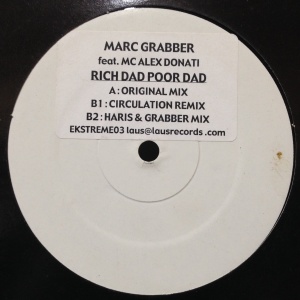 MARC GRABBER
feat. MC ALEX DONATI
RICH DAD POOR DAD
A : ORIGINAL MIX
B1 : CIRCULATION REMIX
B2 : HARIS & GRABBER MIX
EKSTREME03 laus@lausrecords .com